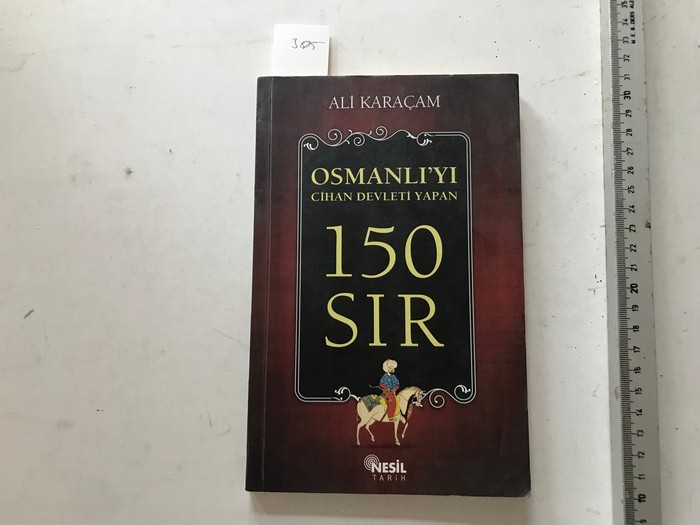 305
ALİ KARAÇAM
OSMANLI'YI
CİHAN DEVLETİ YAPAN
150
SIR
NESİL
TARİH